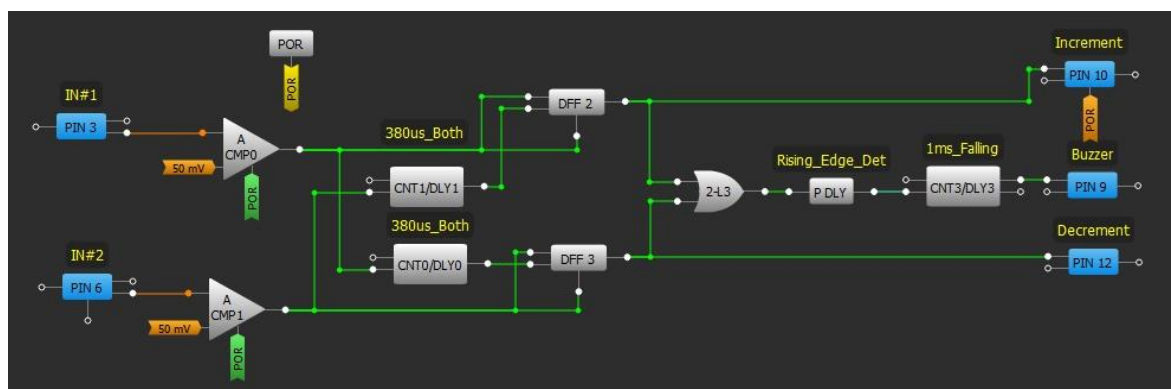 Increment
POR
PIN 10
POR
POR
IN#1
PIN 3
A
CMP0
50 mV
POR
380us_Both
DFF 2
CNT1/DLY1
380us_Both
CNT0/DLY0
DFF 3
2-L3
Rising_Edge_Det
P DLY
1ms_Falling
CNT3/DLY3
Buzzer
PIN 9
Decrement
PIN 12
IN#2
PIN 6
A
CMP1
50 mV
POR